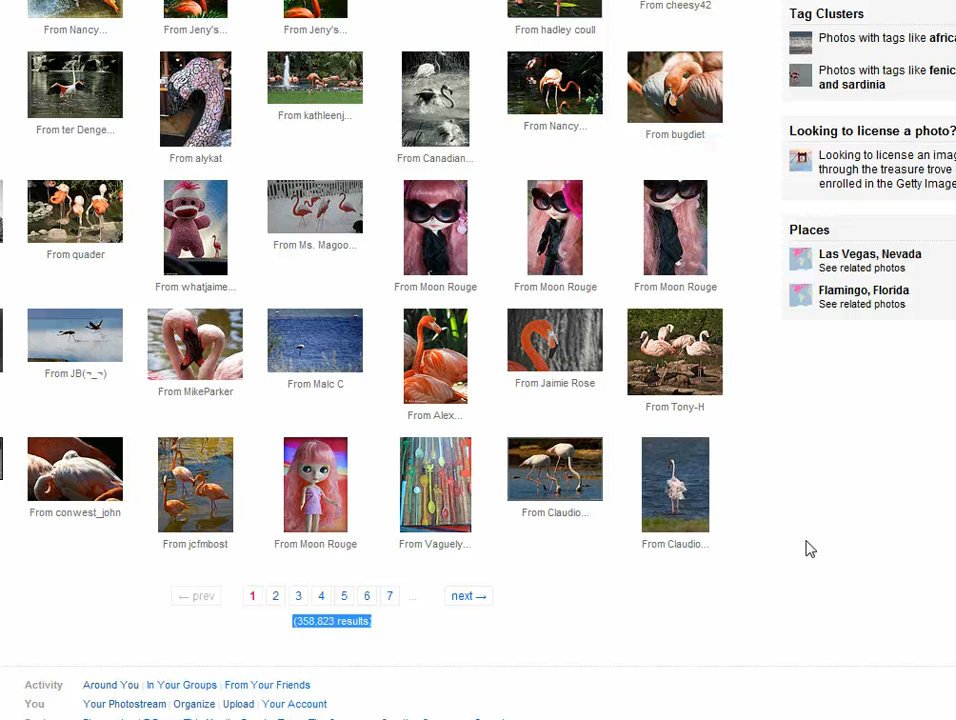 From cheesy42
From Nancy...
From Jeny's...
From Jeny's...
From hadley coull
From ter Denge...
From alykat
From kathleenj...
From Canadian...
From Nancy...
From bugdiet
From quader
From whatjaime...
From Ms. Magoo...
From Moon Rouge
From Moon Rouge
From Moon Rouge
From JB(¬_¬)
From MikeParker
From Malc C
From Alex...
From Jaimie Rose
From Tony-H
From conwest_john
From jcfmbost
From Moon Rouge
From Vaguely...
From Claudio...
From Claudio...
← prev 1 2 3 4 5 6 7 ... next →
(358,823 results)
Tag Clusters
Photos with tags like africa
Photos with tags like fenic
and sardinia
Looking to license a photo?
Looking to license an imag
through the treasure trove
enrolled in the Getty Image
Places
Las Vegas, Nevada
See related photos
Flamingo, Florida
See related photos
Activity Around You | In Your Groups | From Your Friends
You Your Photostream | Organize | Upload | Your Account